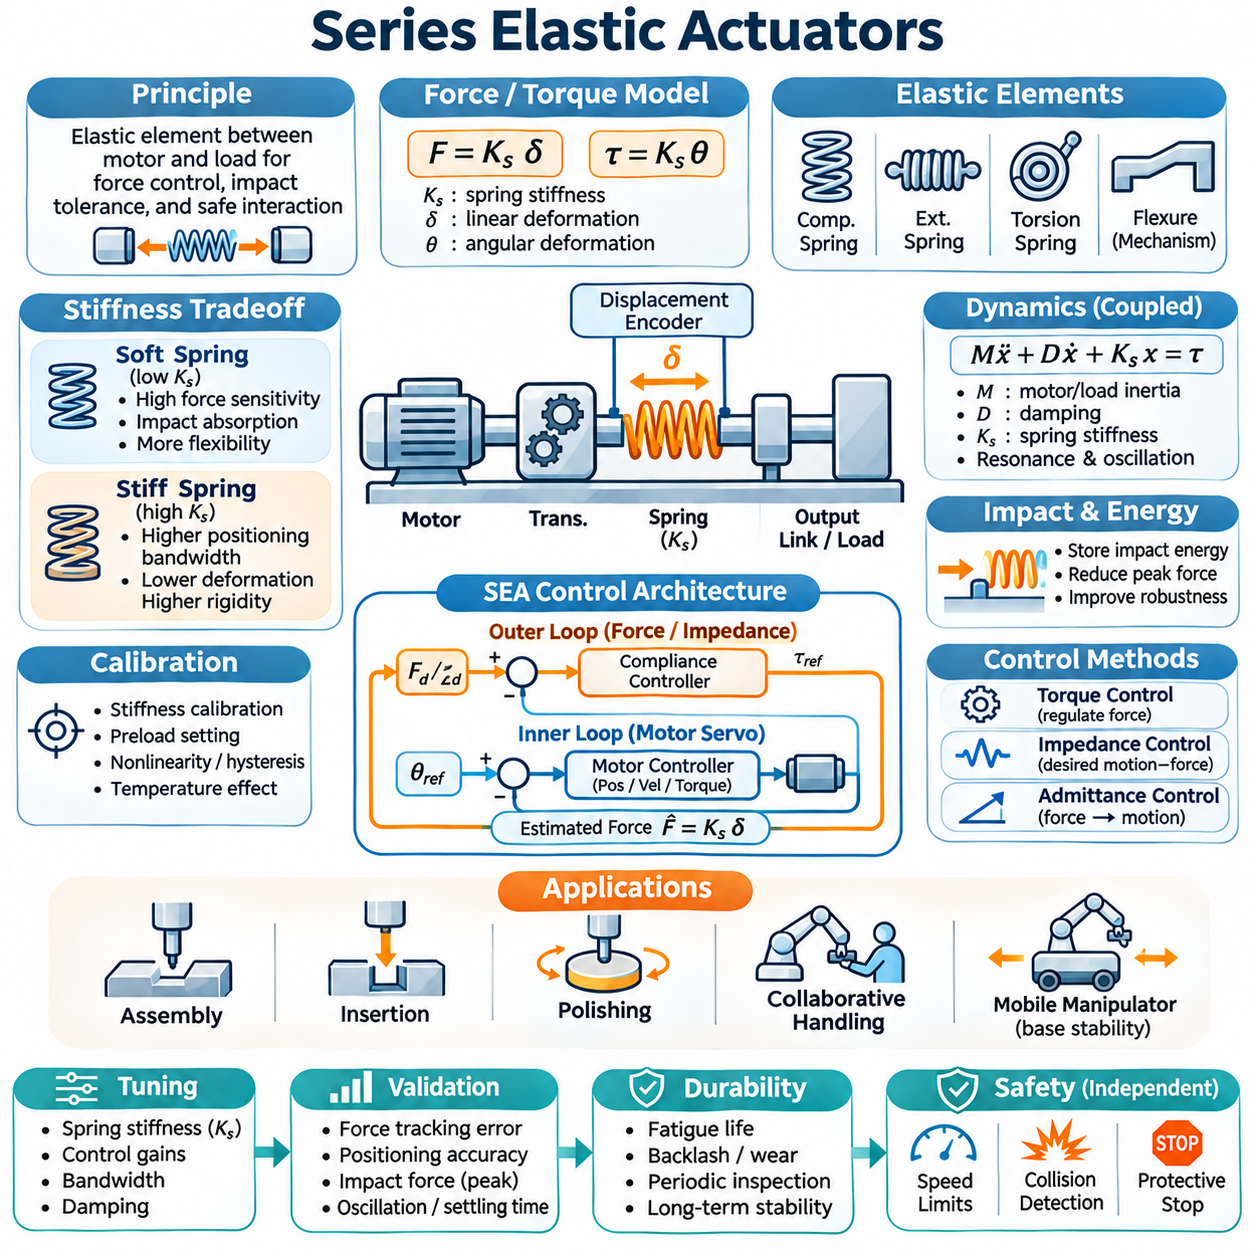 Series Elastic Actuators
Principle
Elastic element between
motor and load for
force control, impact
tolerance, and safe interaction
Force / Torque Model
F = Kₛ δ
τ = Kₛ θ
Kₛ : spring stiffness
δ : linear deformation
θ : angular deformation
Elastic Elements
Comp.
Spring
Ext.
Spring
Torsion
Spring
Flexure
(Mechanism)
Stiffness Tradeoff
Soft Spring
(low Kₛ)
• High force sensitivity
• Impact absorption
• More flexibility
Stiff Spring
(high Kₛ)
• Higher positioning
bandwidth
• Lower deformation
Higher rigidity
Displacement
Encoder
δ
Motor
Trans.
Spring
(Kₛ)
Output
Link / Load
Dynamics (Coupled)
Mẍ + Dẋ + Kₛ x = τ
• M : motor/load inertia
• D : damping
• Kₛ : spring stiffness
• Resonance & oscillation
Impact & Energy
• Store impact energy
• Reduce peak force
• Improve robustness
Calibration
• Stiffness calibration
• Preload setting
• Nonlinearity / hysteresis
• Temperature effect
SEA Control Architecture
Outer Loop (Force / Impedance)
+
−
Compliance
Controller
τref
Inner Loop (Motor Servo)
θref
+
−
Motor Controller
(Pos / Vel / Torque)
Estimated Force F̂ = Kₛ δ
Control Methods
Torque Control
(regulate force)
Impedance Control
(desired motion–force)
Admittance Control
(force → motion)
Applications
Assembly
Insertion
Polishing
Collaborative
Handling
Mobile Manipulator
(base stability)
Tuning
• Spring stiffness (Kₛ)
• Control gains
• Bandwidth
• Damping
Validation
• Force tracking error
• Positioning accuracy
• Impact force (peak)
• Oscillation / settling time
Durability
• Fatigue life
• Backlash / wear
• Periodic inspection
• Long-term stability
Safety (Independent)
Speed
Limits
Collision
Detection
STOP
Protective
Stop